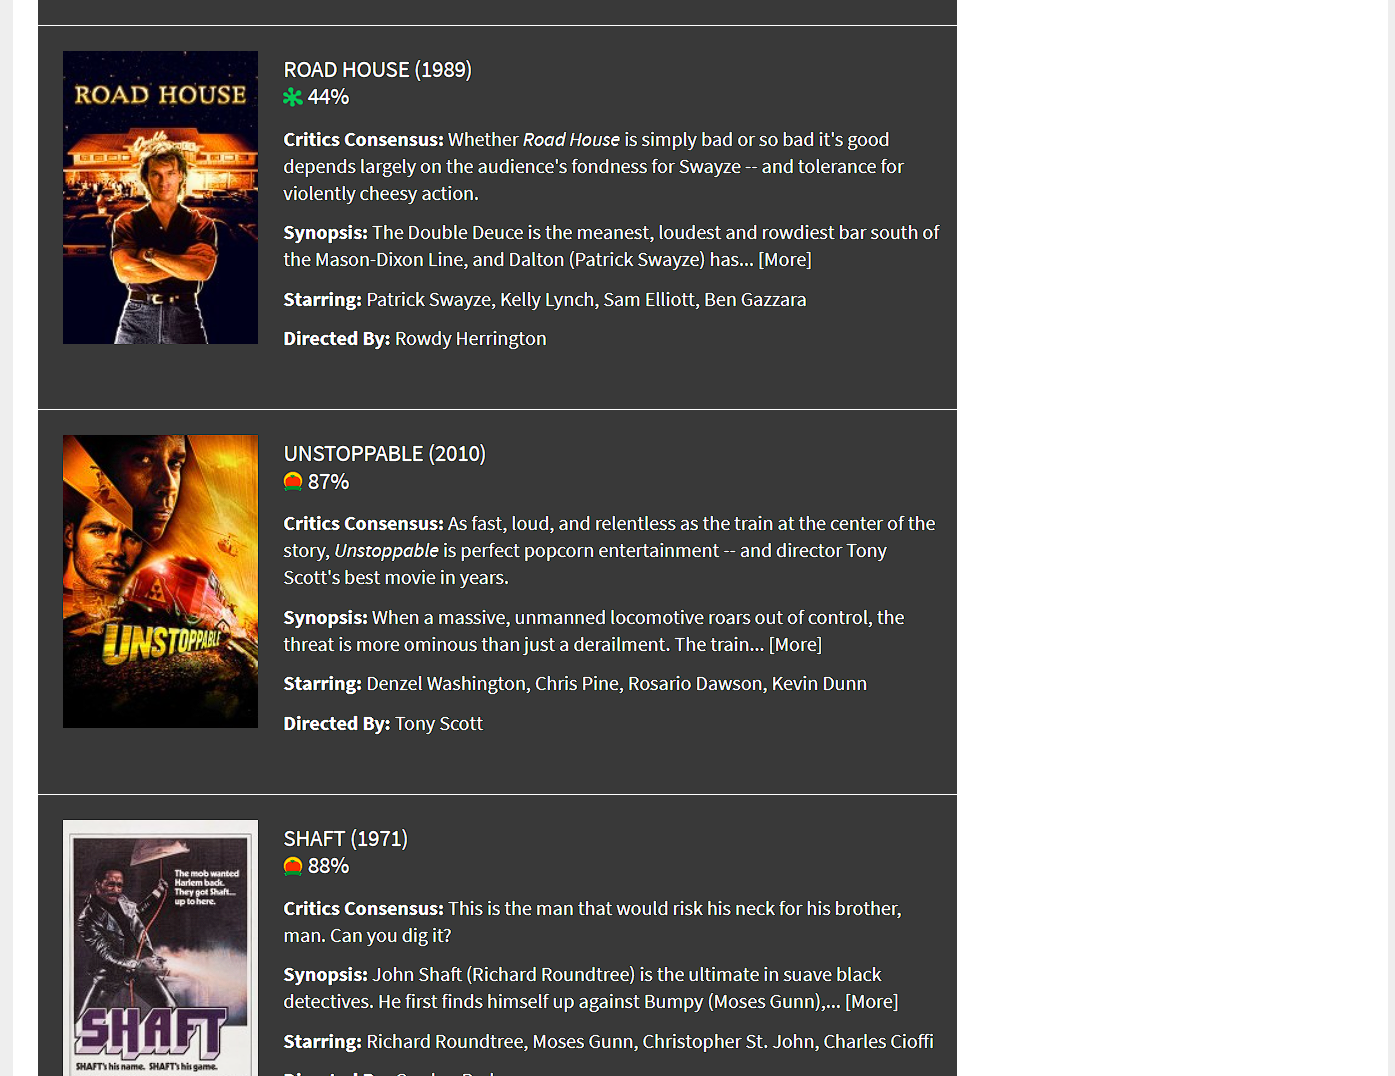 ROAD HOUSE
ROAD HOUSE (1989)
44%
Critics Consensus: Whether Road House is simply bad or so bad it's good
depends largely on the audience's fondness for Swayze -- and tolerance for
violently cheesy action.
Synopsis: The Double Deuce is the meanest, loudest and rowdiest bar south of
the Mason-Dixon Line, and Dalton (Patrick Swayze) has... [More]
Starring: Patrick Swayze, Kelly Lynch, Sam Elliott, Ben Gazzara
Directed By: Rowdy Herrington
UNSTOPPABLE
UNSTOPPABLE (2010)
87%
Critics Consensus: As fast, loud, and relentless as the train at the center of the
story, Unstoppable is perfect popcorn entertainment -- and director Tony
Scott's best movie in years.
Synopsis: When a massive, unmanned locomotive roars out of control, the
threat is more ominous than just a derailment. The train... [More]
Starring: Denzel Washington, Chris Pine, Rosario Dawson, Kevin Dunn
Directed By: Tony Scott
The mob wanted
Harlem back.
They got Shaft...
up to here.
SHAFT
SHAFT's his name. SHAFT's his game.
SHAFT (1971)
88%
Critics Consensus: This is the man that would risk his neck for his brother,
man. Can you dig it?
Synopsis: John Shaft (Richard Roundtree) is the ultimate in suave black
detectives. He first finds himself up against Bumpy (Moses Gunn),... [More]
Starring: Richard Roundtree, Moses Gunn, Christopher St. John, Charles Cioffi